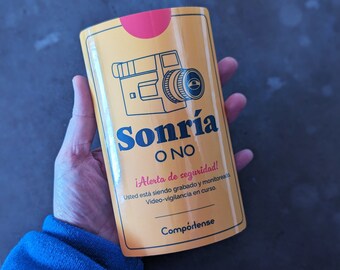 Sonría
O NO
¡Alerta de seguridad!
Usted está siendo grabado y monitoreado.
Video-vigilancia en curso.
Compórtense